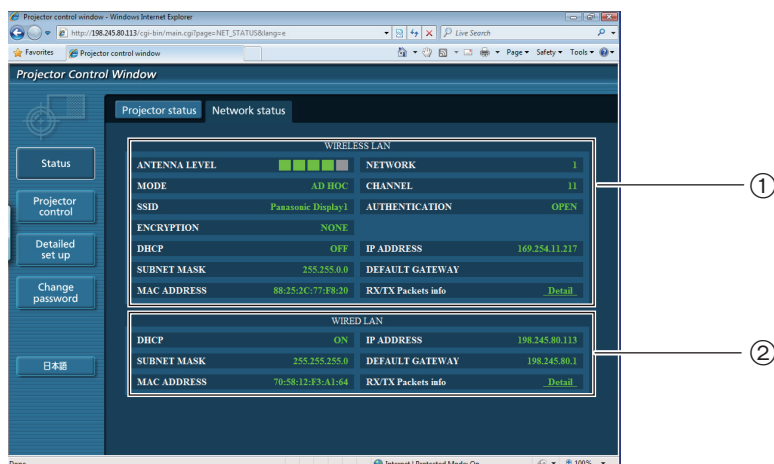 Projector control window - Windows Internet Explorer
http://198.245.80.113/cgi-bin/main.cgi?page=NET_STATUS&lang=e
Live Search
Favorites Projector control window Page Safety Tools
Projector Control Window
Projector status Network status
WIRELESS LAN
ANTENNA LEVEL NETWORK 1
MODE AD HOC CHANNEL 11
SSID Panasonic Display1 AUTHENTICATION OPEN
ENCRYPTION NONE
DHCP OFF IP ADDRESS 169.254.11.217
SUBNET MASK 255.255.0.0 DEFAULT GATEWAY
MAC ADDRESS 88:25:2C:77:F8:20 RX/TX Packets info Detail
①
WIRED LAN
DHCP ON IP ADDRESS 198.245.80.113
SUBNET MASK 255.255.255.0 DEFAULT GATEWAY 198.245.80.1
MAC ADDRESS 70:58:12:F3:A1:64 RX/TX Packets info Detail
②
Status
Projector
control
Detailed
set up
Change
password
日本語
Done Internet | Protected Mode: On 100%